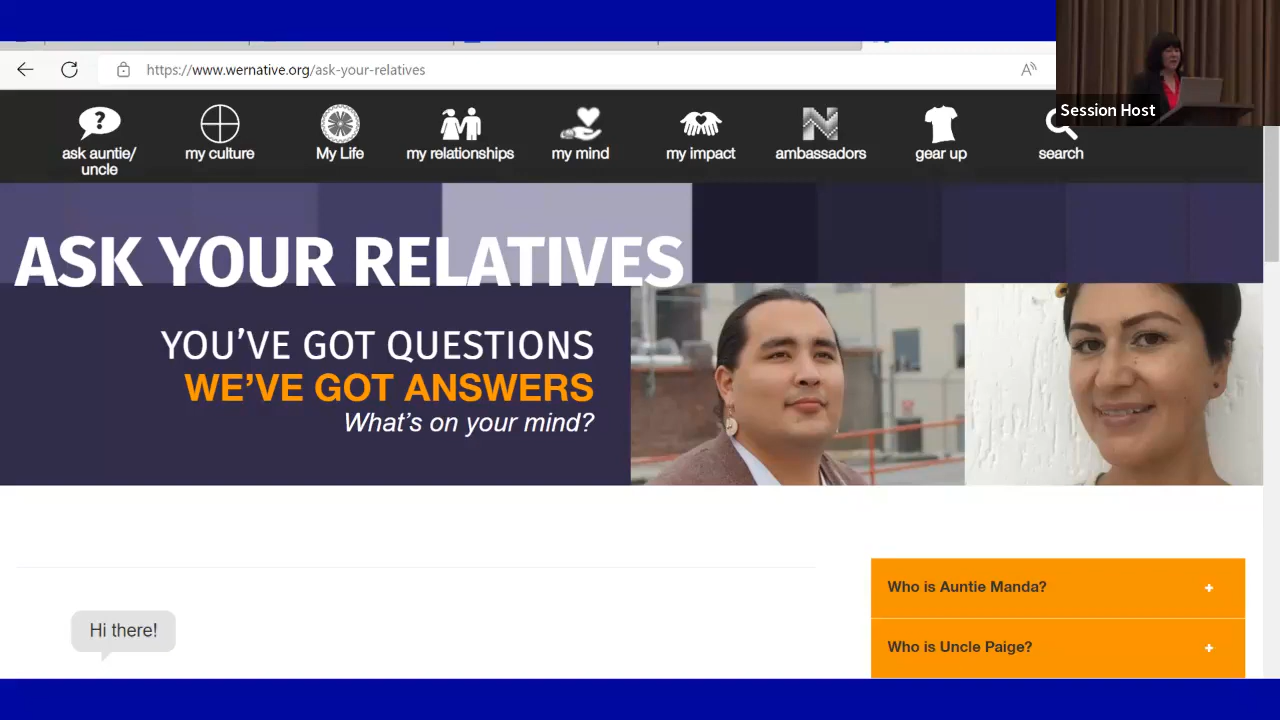 https://www.wernative.org/ask-your-relatives
A
Session Host
ask auntie/
uncle
my culture
My Life
my relationships
my mind
my impact
ambassadors
gear up
search
ASK YOUR RELATIVES
YOU'VE GOT QUESTIONS
WE'VE GOT ANSWERS
What's on your mind?
Who is Auntie Manda?
Who is Uncle Paige?
Hi there!